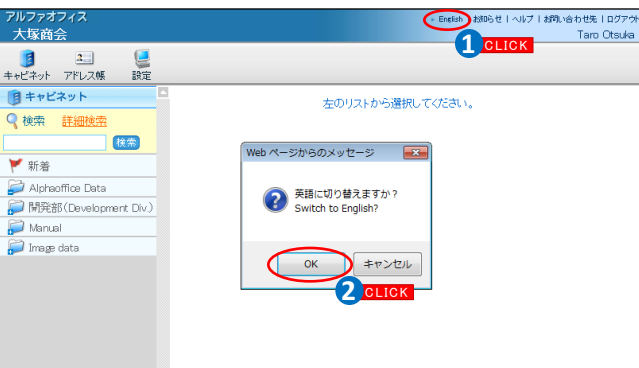 アルファオフィス
大塚商会
English お知らせ | ヘルプ | お問い合わせ先 | ログアウト
Taro Otsuka
1 CLICK
キャビネット アドレス帳 設定
キャビネット
検索 詳細検索
検索
新着
Alphaoffice Data
開発部(Development Div.)
Manual
Image data
左のリストから選択してください。
Web ページからのメッセージ
英語に切り替えますか?
Switch to English?
OK キャンセル
2 CLICK